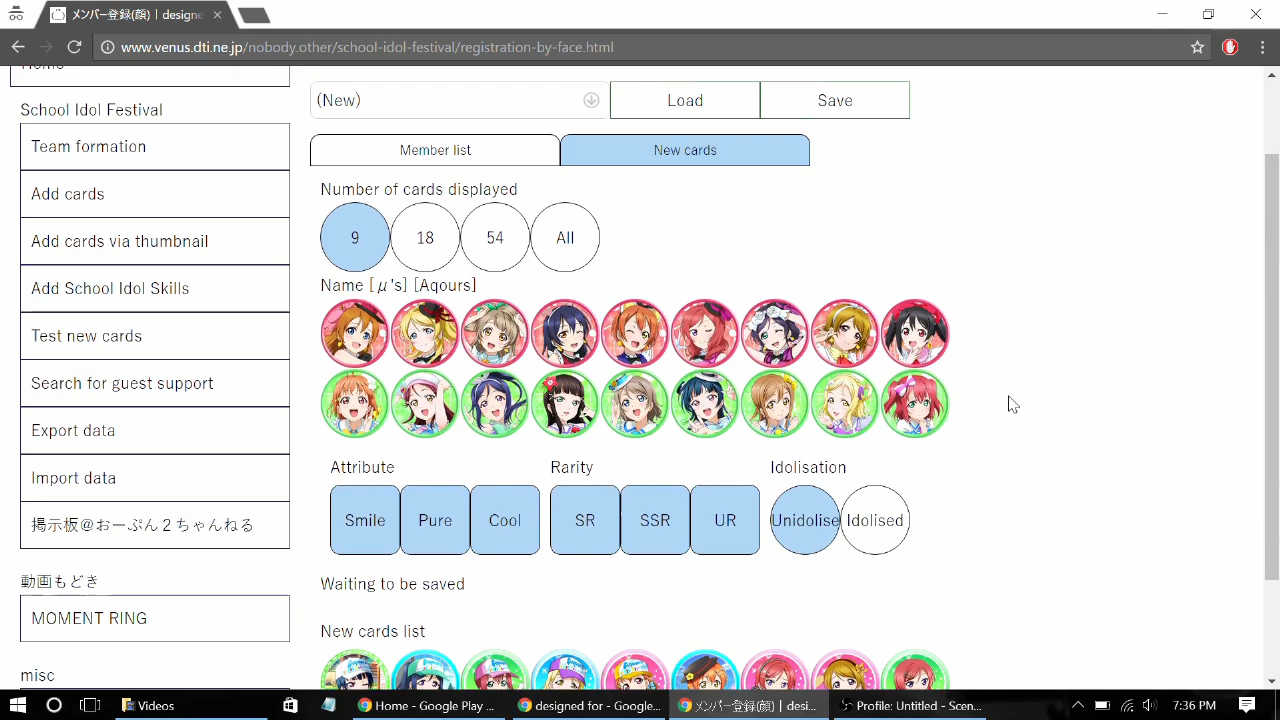 メンバー登録(顔) | designe
www.venus.dti.ne.jp/nobody.other/school-idol-festival/registration-by-face.html
Home
School Idol Festival
Team formation
Add cards
Add cards via thumbnail
Add School Idol Skills
Test new cards
Search for guest support
Export data
Import data
掲示板@おーぷん2ちゃんねる
動画もどき
MOMENT RING
misc
(New)
Load
Save
Member list
New cards
Number of cards displayed
9
18
54
All
Name [μ's] [Aqours]
Attribute
Rarity
Idolisation
Smile
Pure
Cool
SR
SSR
UR
Unidolise
Idolised
Waiting to be saved
New cards list
Videos
Home - Google Play ...
designed for - Google...
メンバー登録(顔) | desi...
Profile: Untitled - Scen...
7:36 PM